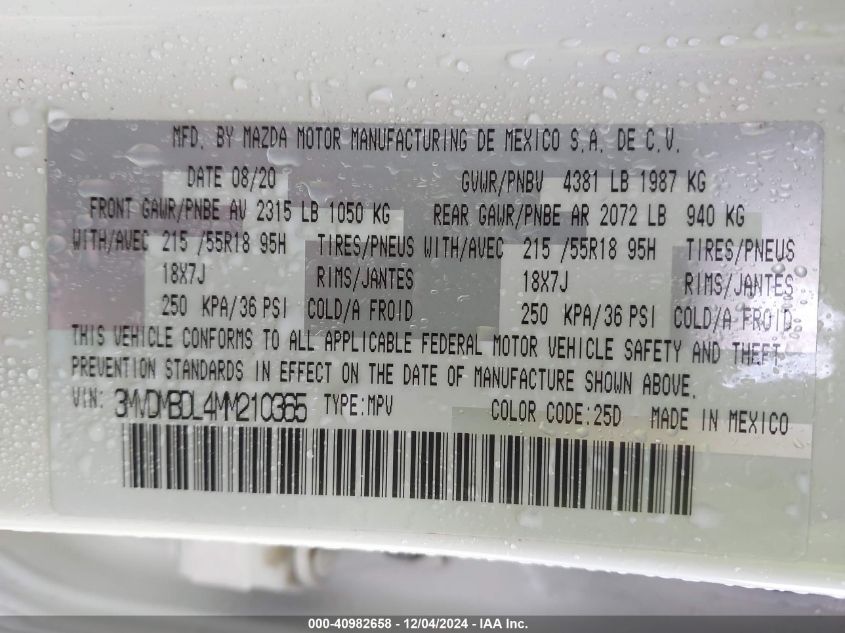 MFD. BY MAZDA MOTOR MANUFACTURING DE MEXICO S.A. DE C.V.
DATE 08/20 GVWR/PNBV 4381 LB 1987 KG
FRONT GAWR/PNBE AV 2315 LB 1050 KG REAR GAWR/PNBE AR 2072 LB 940 KG
WITH/AVEC 215 /55R18 95H TIRES/PNEUS WITH/AVEC 215 /55R18 95H TIRES/PNEUS
18X7J RIMS/JANTES 18X7J RIMS/JANTES
250 KPA/36 PSI COLD/A FROID 250 KPA/36 PSI COLD/A FROID
THIS VEHICLE CONFORMS TO ALL APPLICABLE FEDERAL MOTOR VEHICLE SAFETY AND THEFT
PREVENTION STANDARDS IN EFFECT ON THE DATE OF MANUFACTURE SHOWN ABOVE.
VIN: 3MVDMBDL4MM210365 TYPE:MPV COLOR CODE:25D MADE IN MEXICO
000-40982658 - 12/04/2024 - IAA Inc.